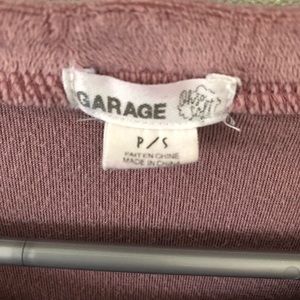 GARAGE
P/S
FAIT EN CHINE
MADE IN CHINA